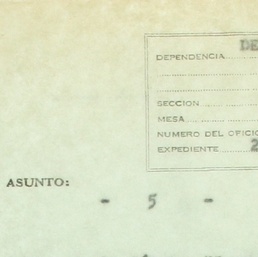 DE
DEPENDENCIA
SECCION
MESA
NUMERO DEL OFICIO
EXPEDIENTE 2
ASUNTO:
- 5 -